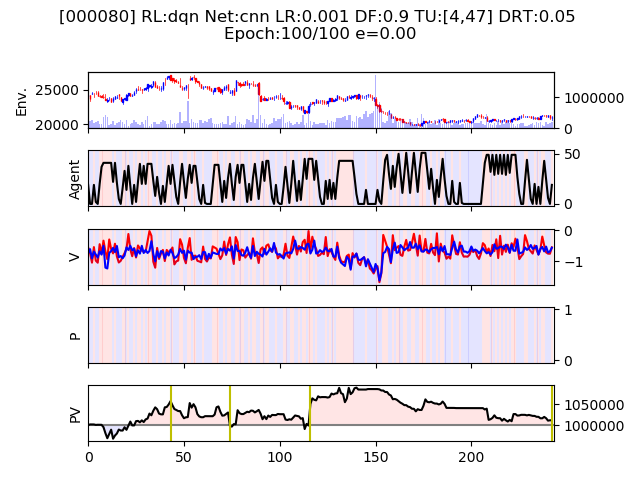 [000080] RL:dqn Net:cnn LR:0.001 DF:0.9 TU:[4,47] DRT:0.05
Epoch:100/100 e=0.00
Env.
25000
20000
1000000
0
Agent
50
0
V
0
−1
P
1
0
PV
1050000
1000000
0 50 100 150 200